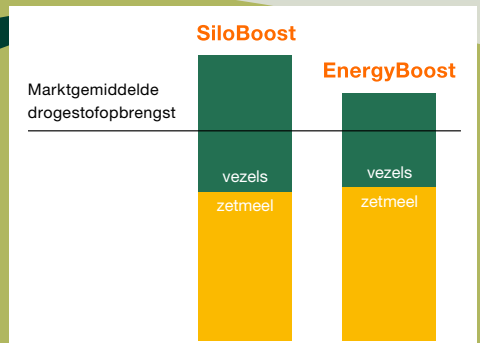 SiloBoost
EnergyBoost
Marktgemiddelde
drogestofopbrengst
vezels
vezels
zetmeel
zetmeel